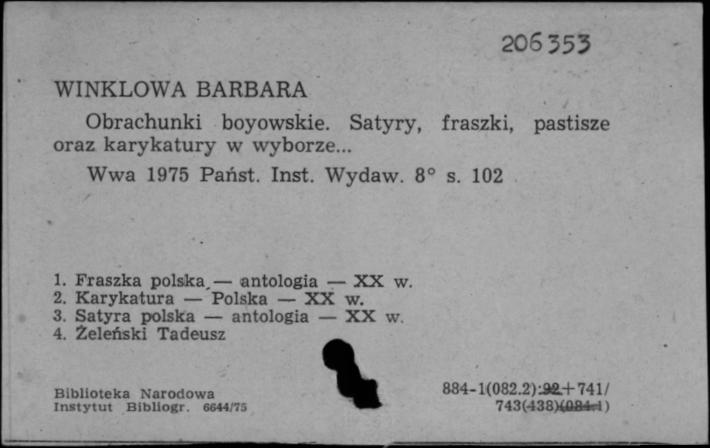 206353
WINKLOWA BARBARA
Obrachunki boyowskie. Satyry, fraszki, pastisze
oraz karykatury w wyborze...
Wwa 1975 Państ. Inst. Wydaw. 8° s. 102
1. Fraszka polska — antologia — XX w.
2. Karykatura — Polska — XX w.
3. Satyra polska — antologia — XX w.
4. Żeleński Tadeusz
Biblioteka Narodowa
Instytut Bibliogr. 6644/75
884-1(082.2):92+741/
743(438)(084.1)